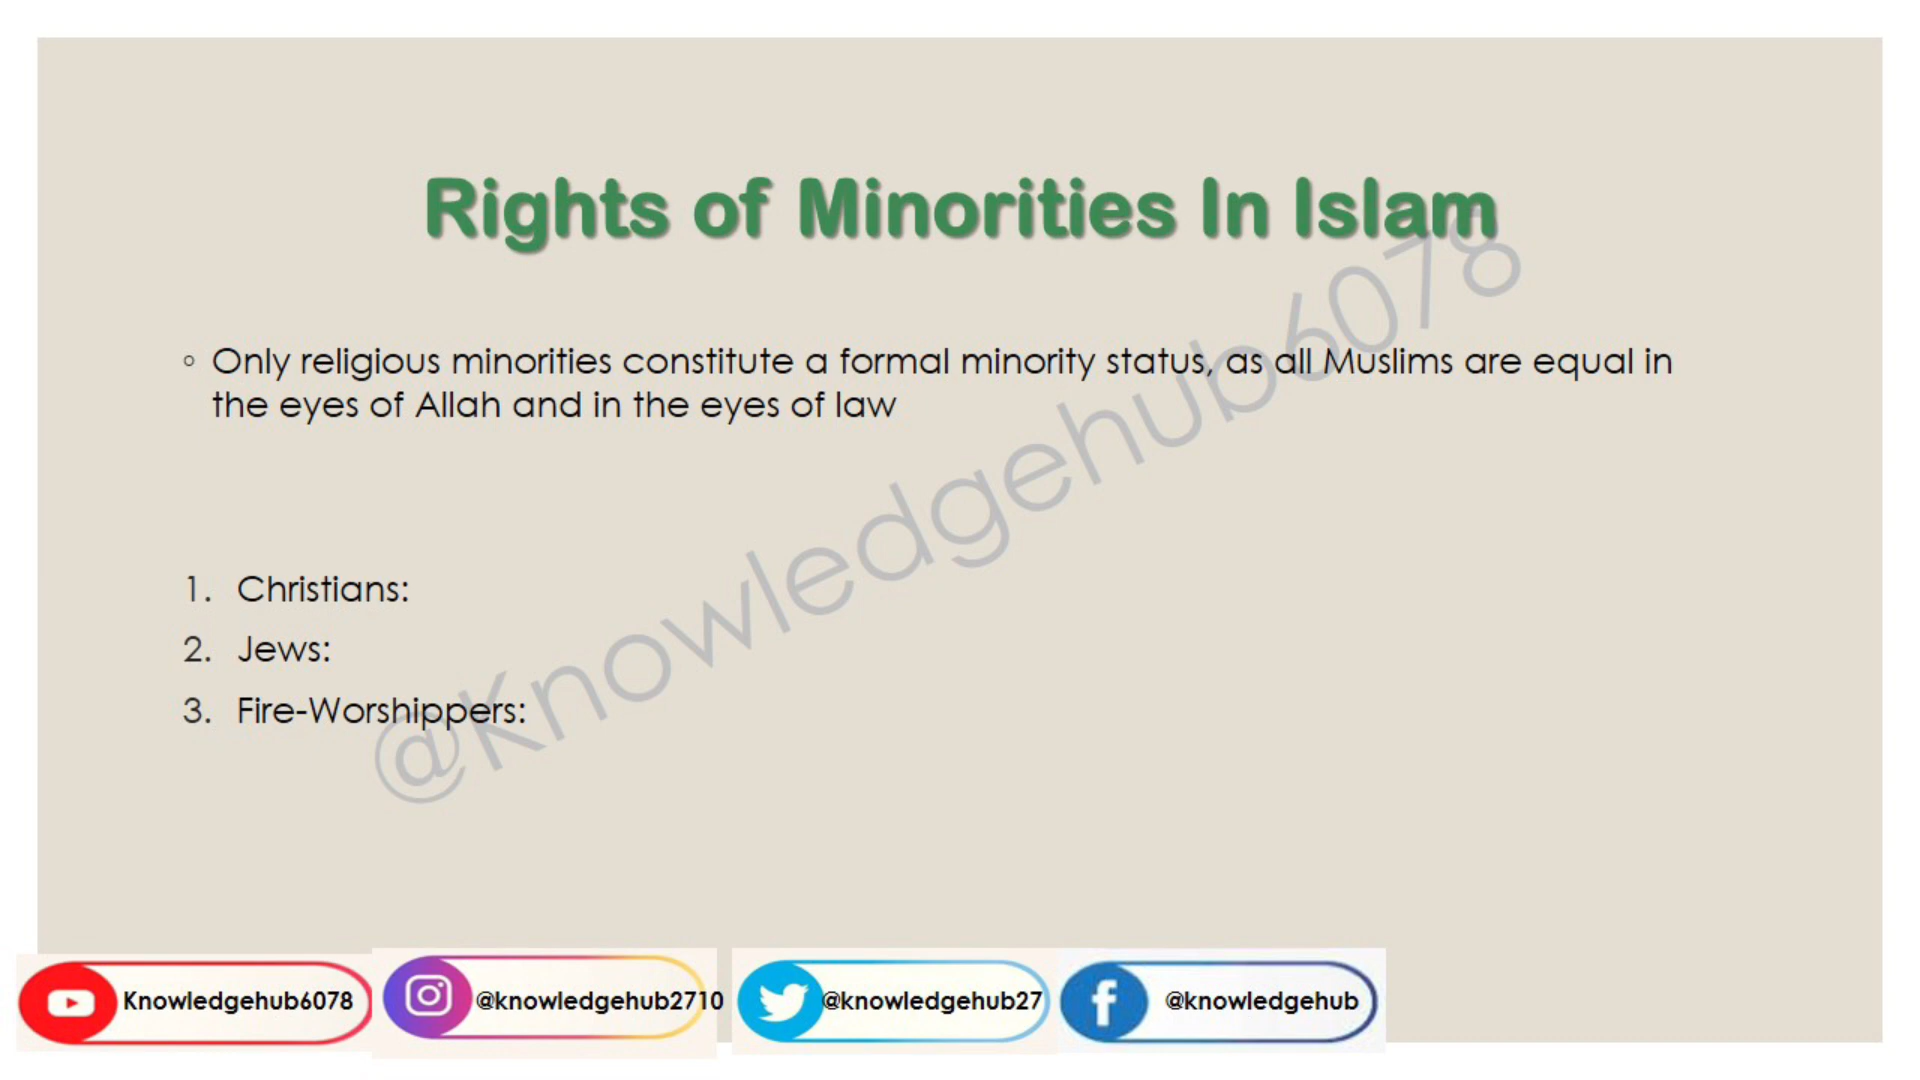 Rights of Minorities In Islam
◦ Only religious minorities constitute a formal minority status, as all Muslims are equal in
the eyes of Allah and in the eyes of law
1. Christians:
2. Jews:
3. Fire-Worshippers:
@Knowledgehub6078
Knowledgehub6078
@knowledgehub2710
@knowledgehub27
@knowledgehub